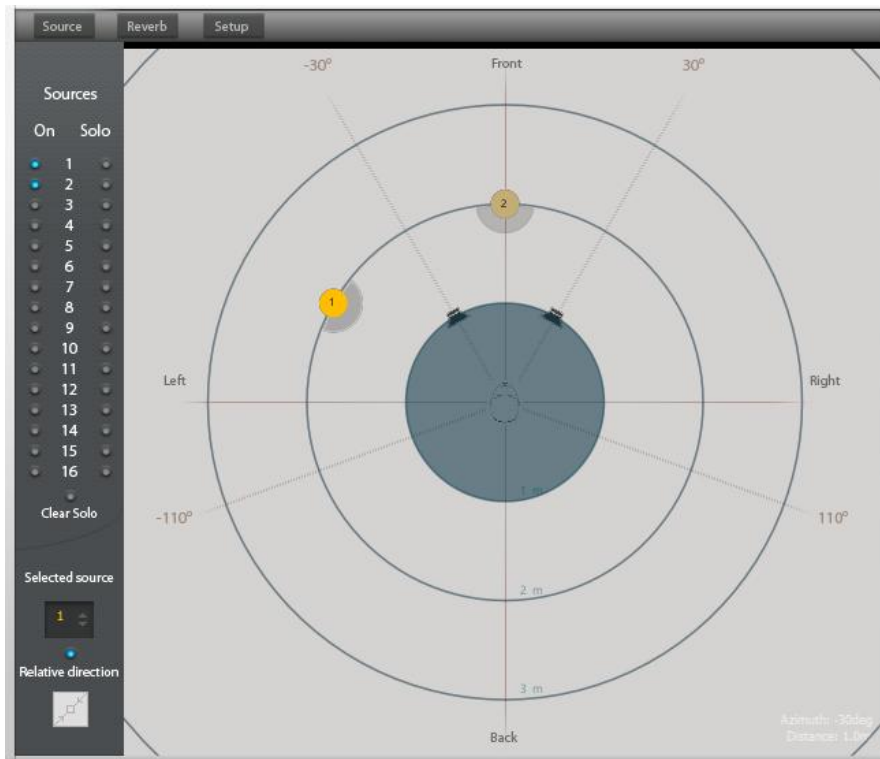 Source Reverb Setup
-30° Front 30°
Sources
On Solo
1
2
3
4
5
6
7
8
9
10
11
12
13
14
15
16
Clear Solo
2
1
Left Right
1 m
-110° 110°
2 m
3 m
Selected source
1
Relative direction
Back
Azimuth: -30deg
Distance: 1.0m